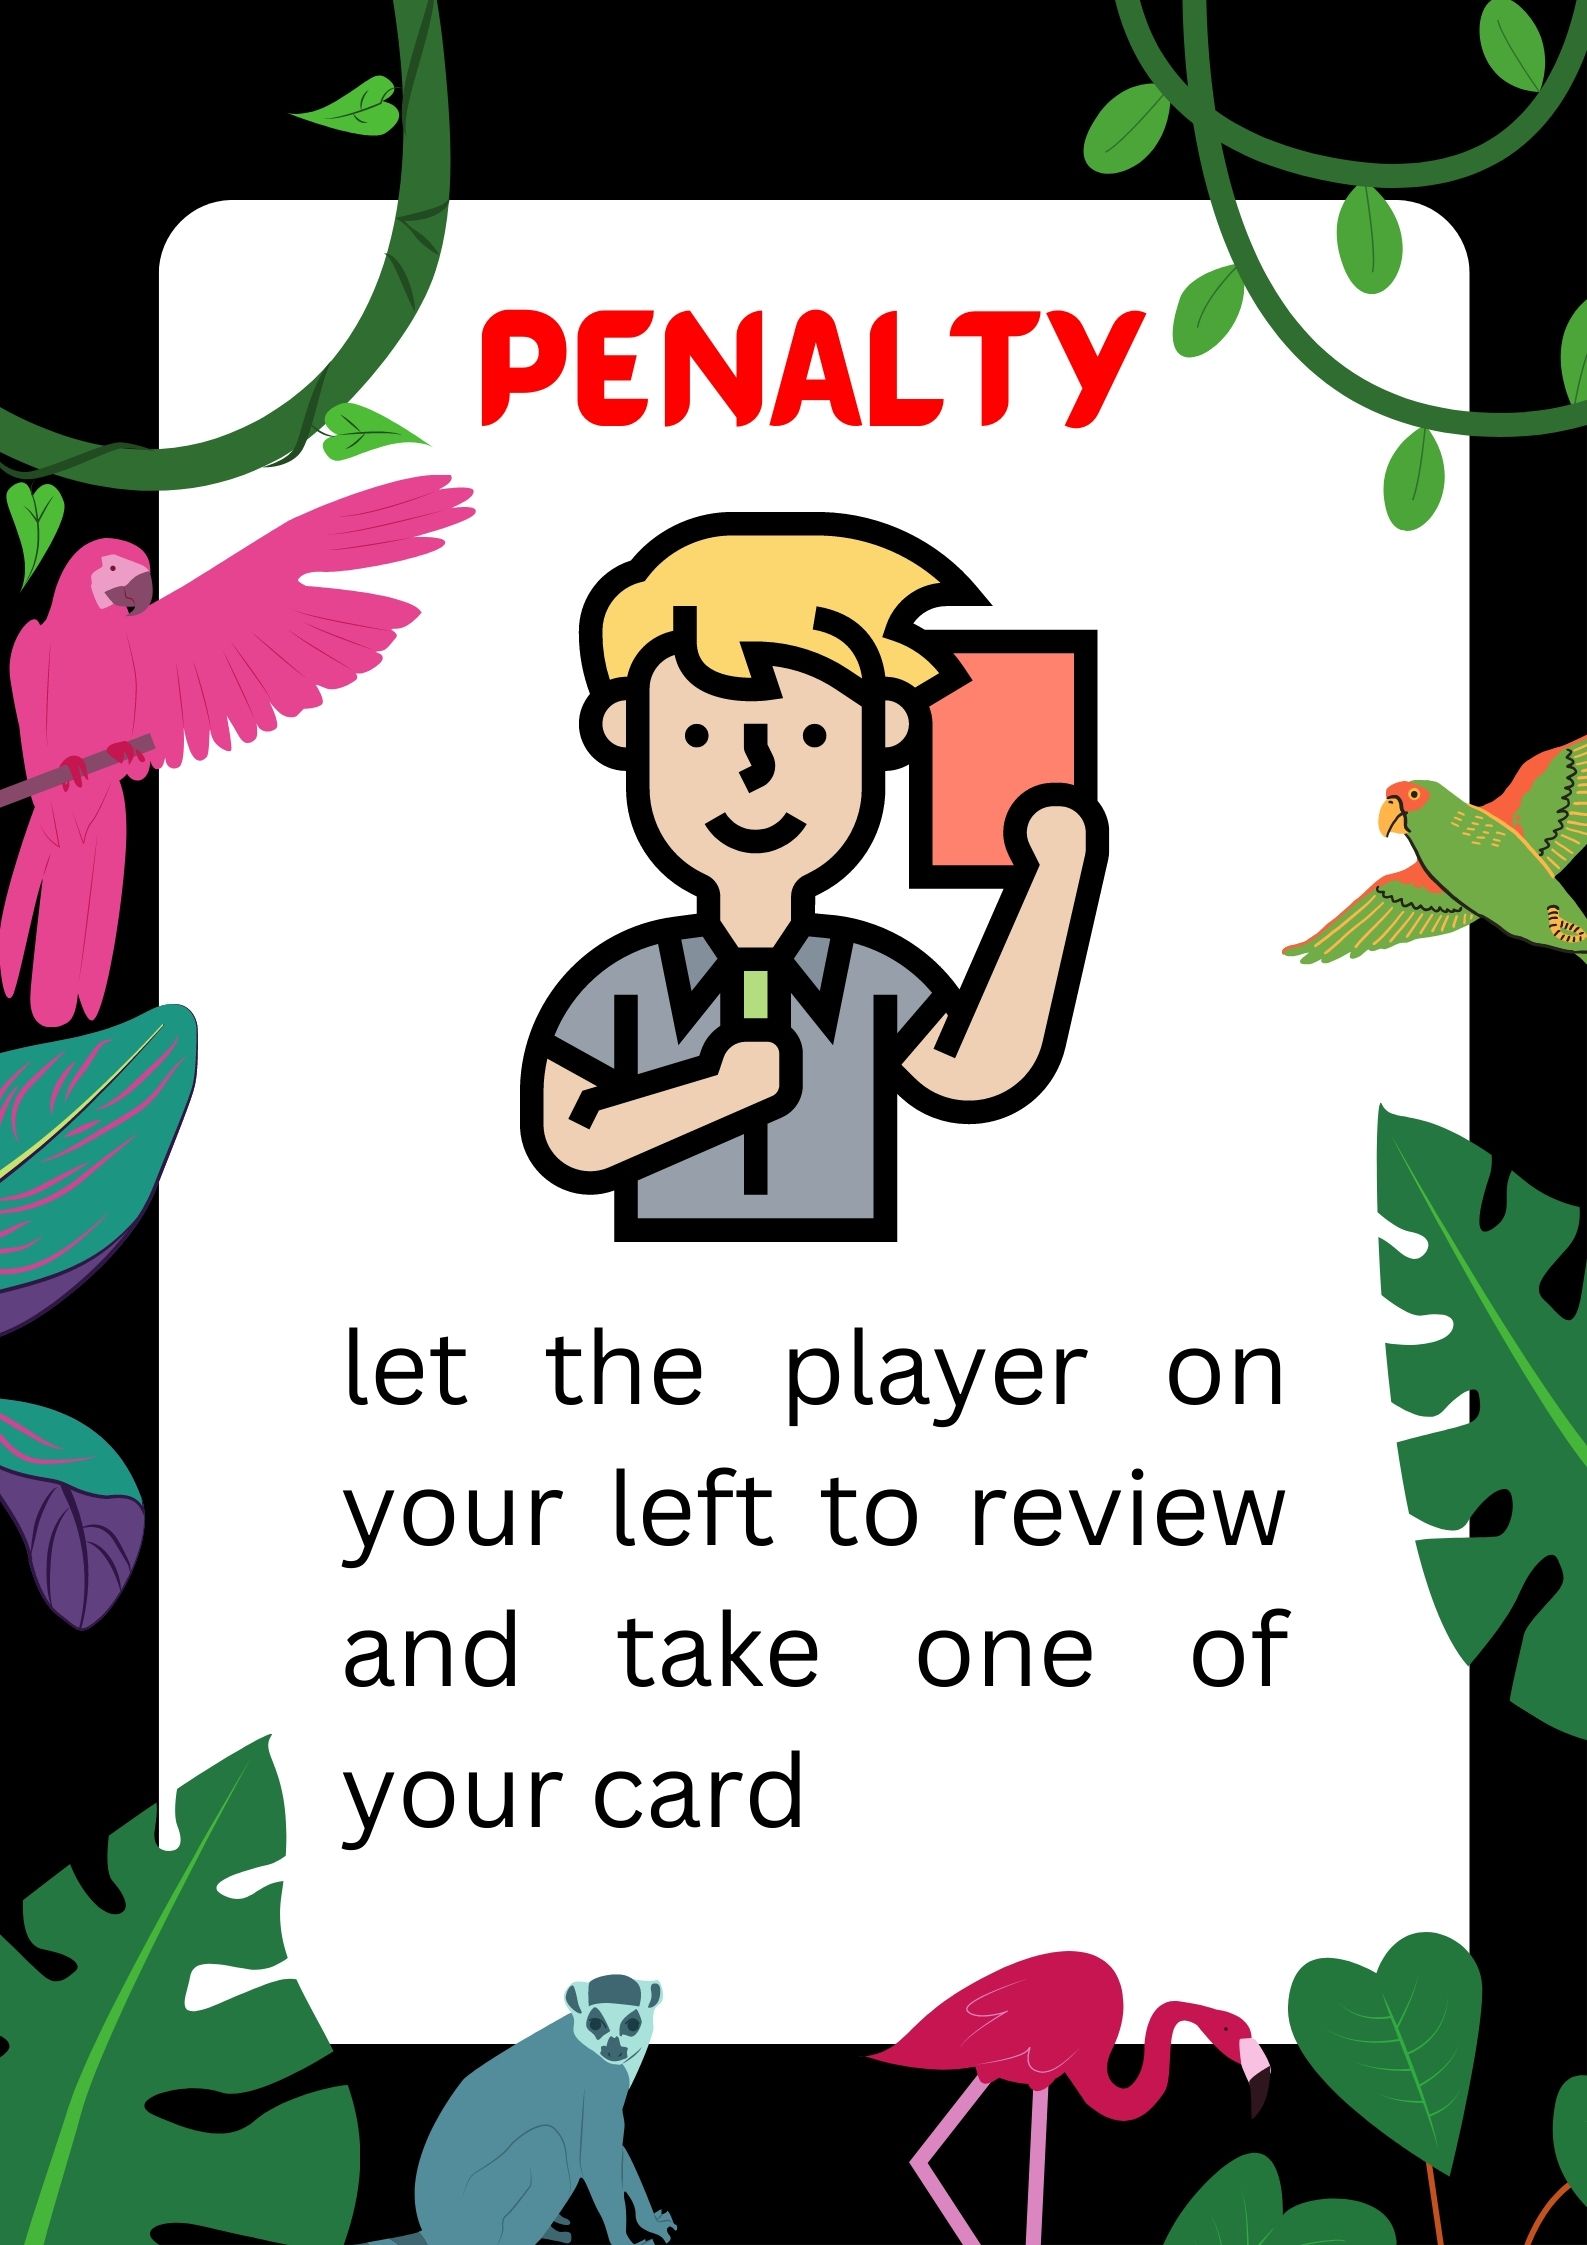 PENALTY
let the player on
your left to review
and take one of
your card